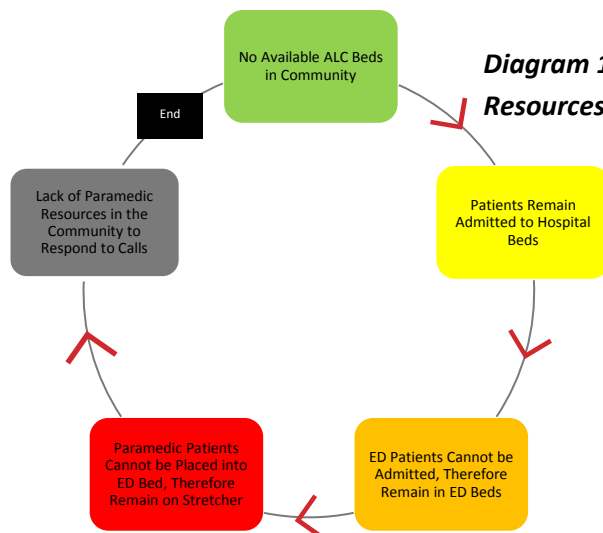 No Available ALC Beds
in Community
Diagram 1
Resources
End
Lack of Paramedic
Resources in the
Community to
Respond to Calls
Patients Remain
Admitted to Hospital
Beds
Paramedic Patients
Cannot be Placed into
ED Bed, Therefore
Remain on Stretcher
ED Patients Cannot be
Admitted, Therefore
Remain in ED Beds